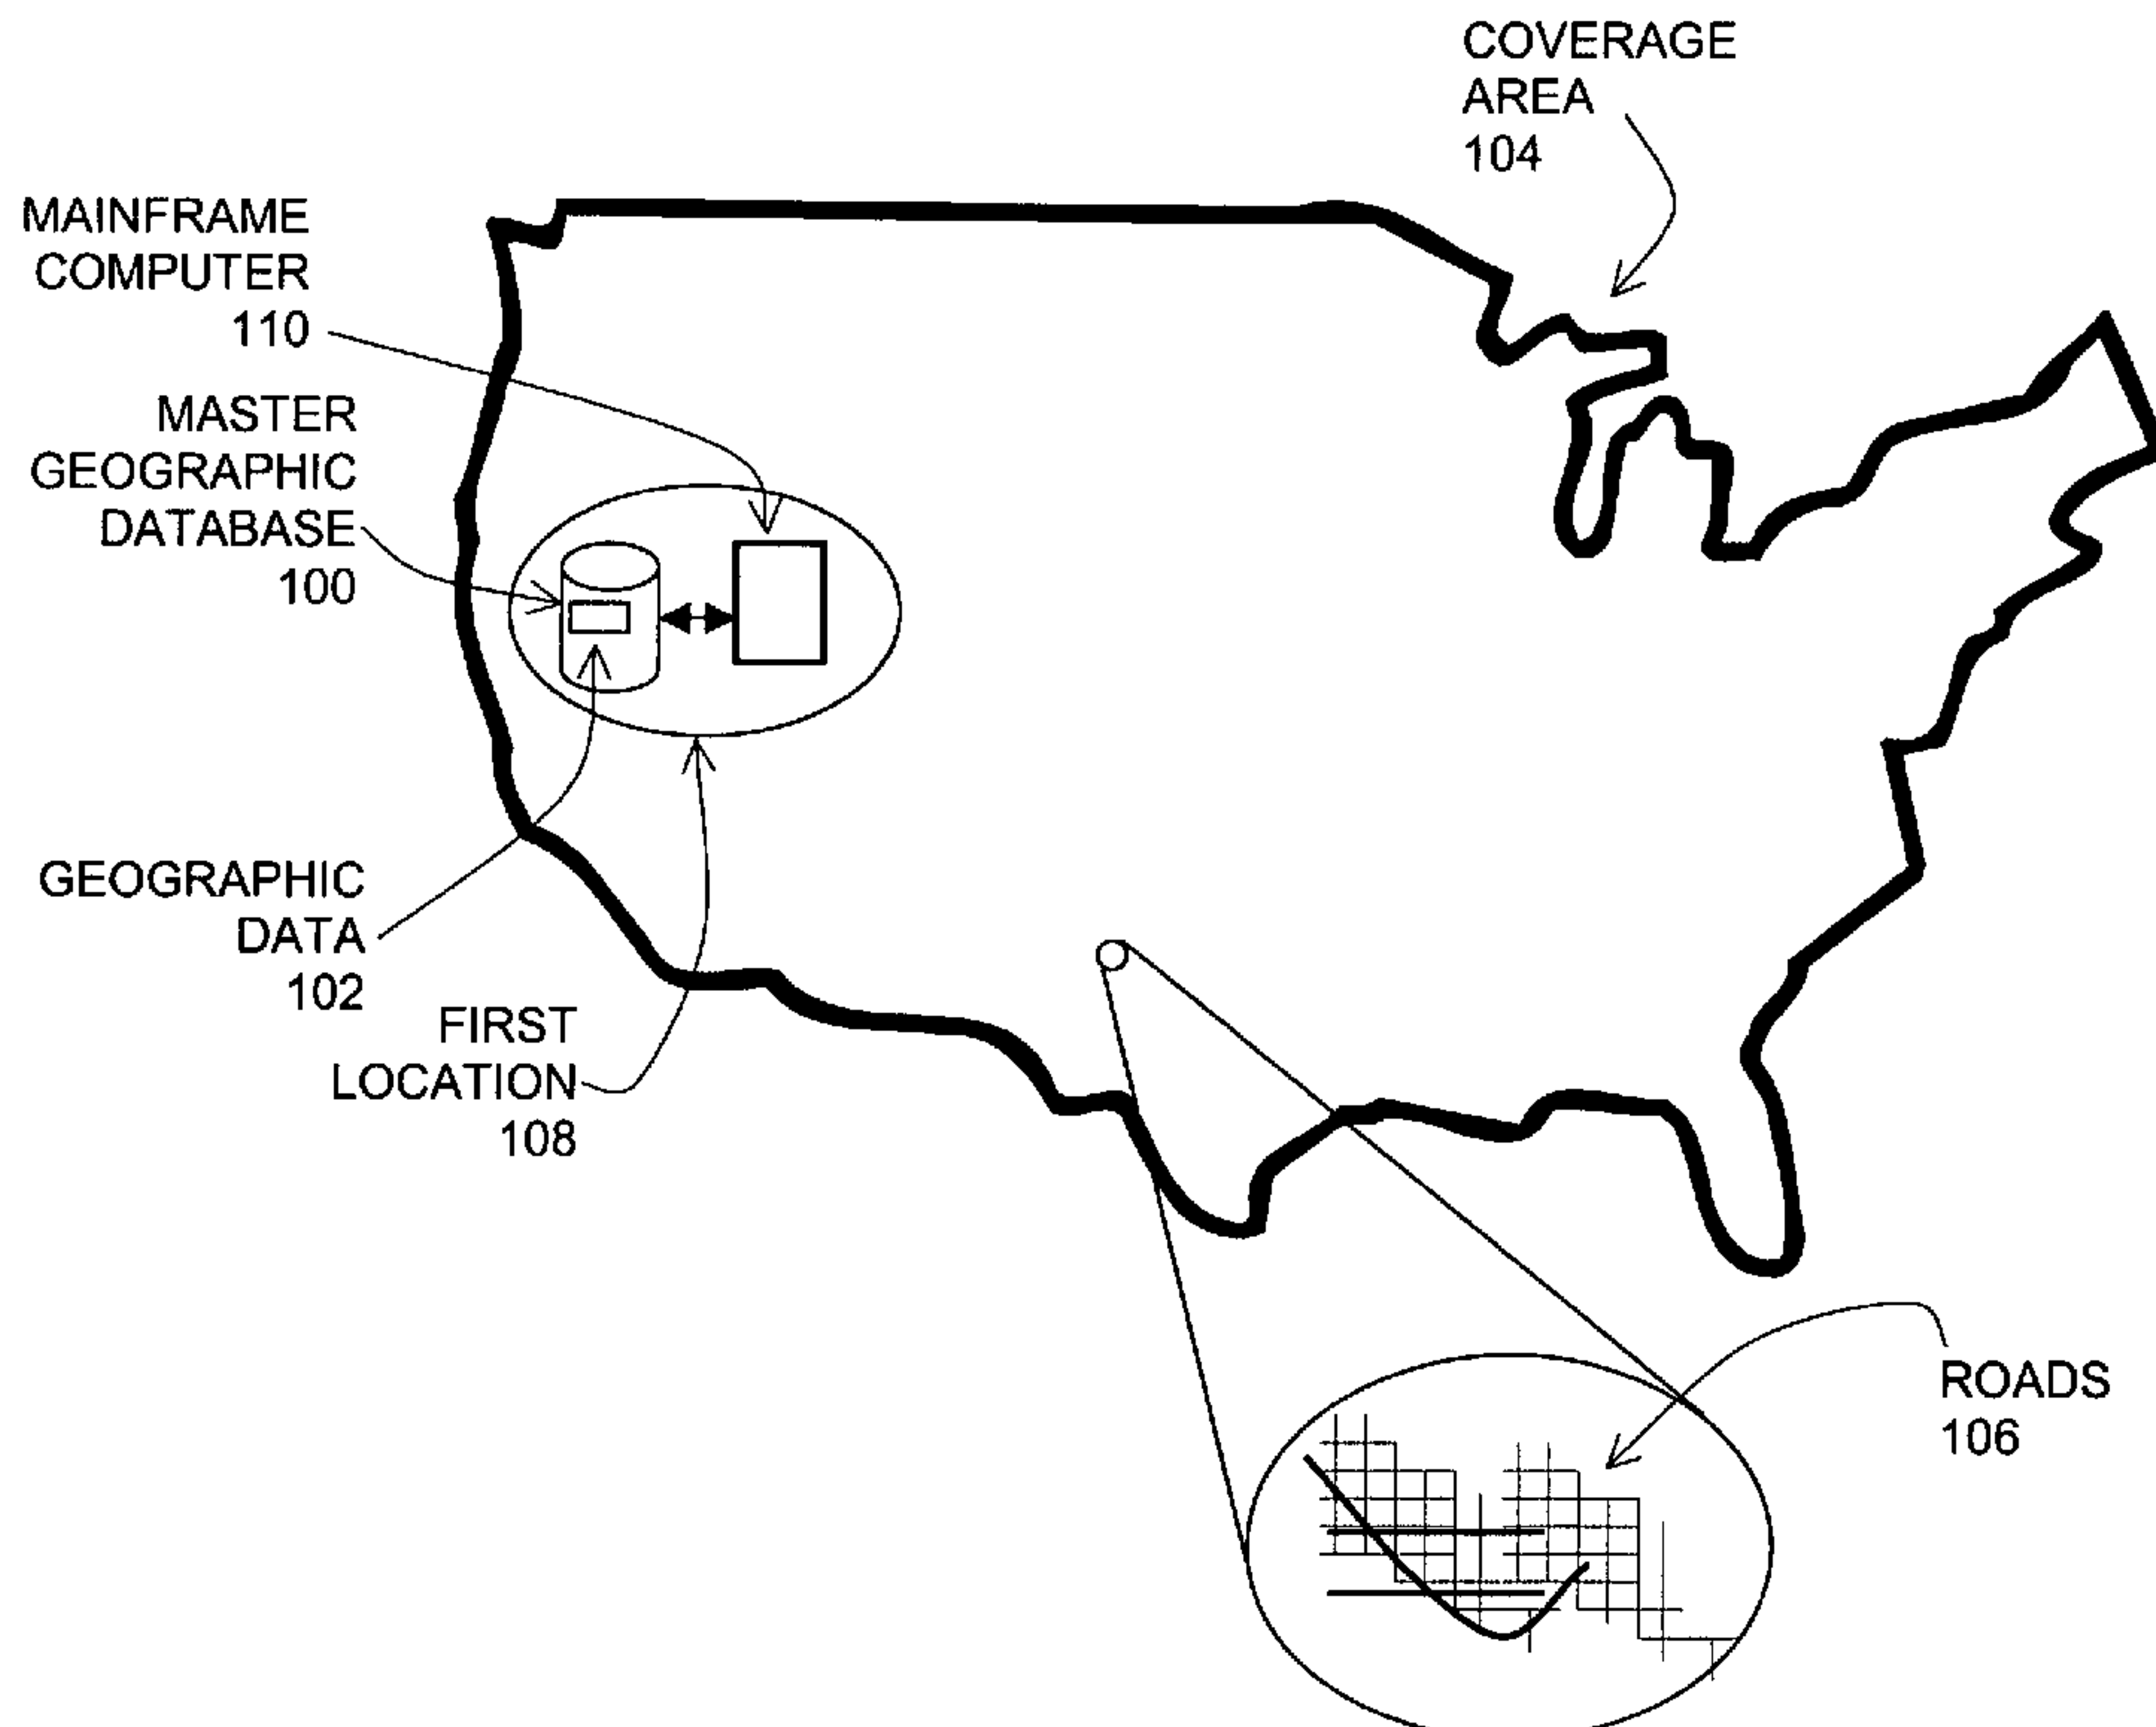 COVERAGE
AREA
104
MAINFRAME
COMPUTER
110
MASTER
GEOGRAPHIC
DATABASE
100
GEOGRAPHIC
DATA
102
FIRST
LOCATION
108
ROADS
106